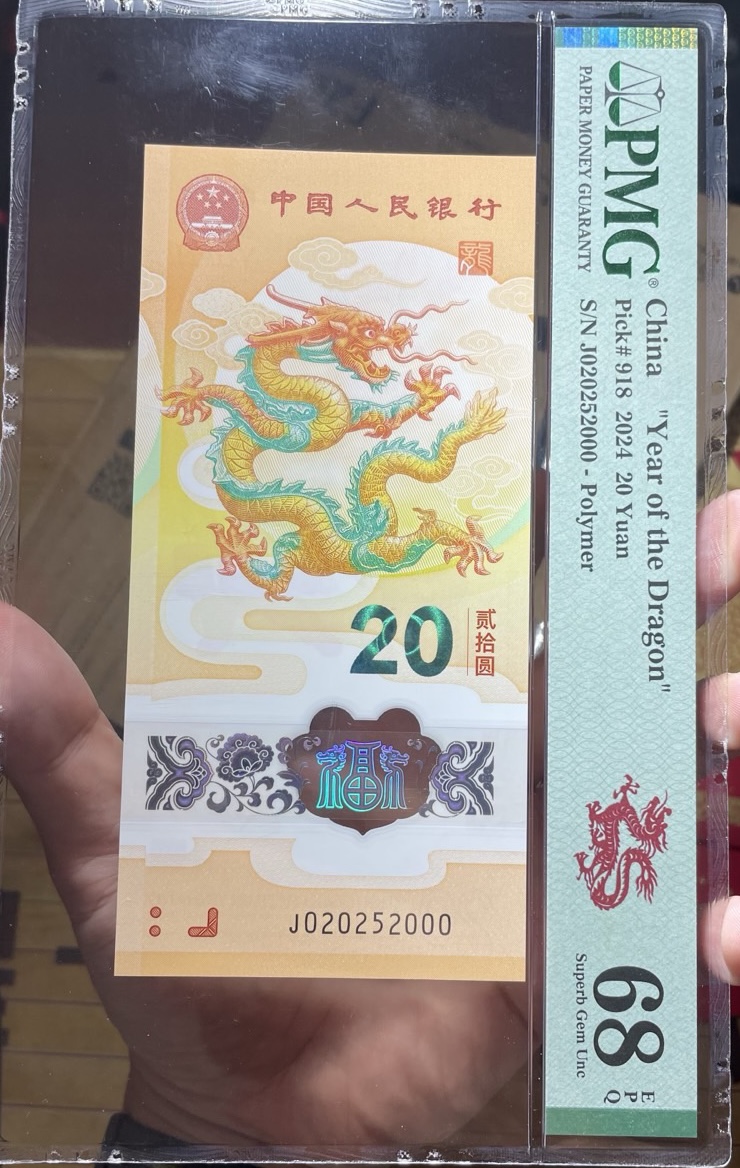 中国人民银行
龍
20
贰拾圆
福
J020252000
PMG®
PAPER MONEY GUARANTY
China "Year of the Dragon"
Pick# 918 2024 20 Yuan
S/N J020252000 - Polymer
68 EPQ
Superb Gem Unc